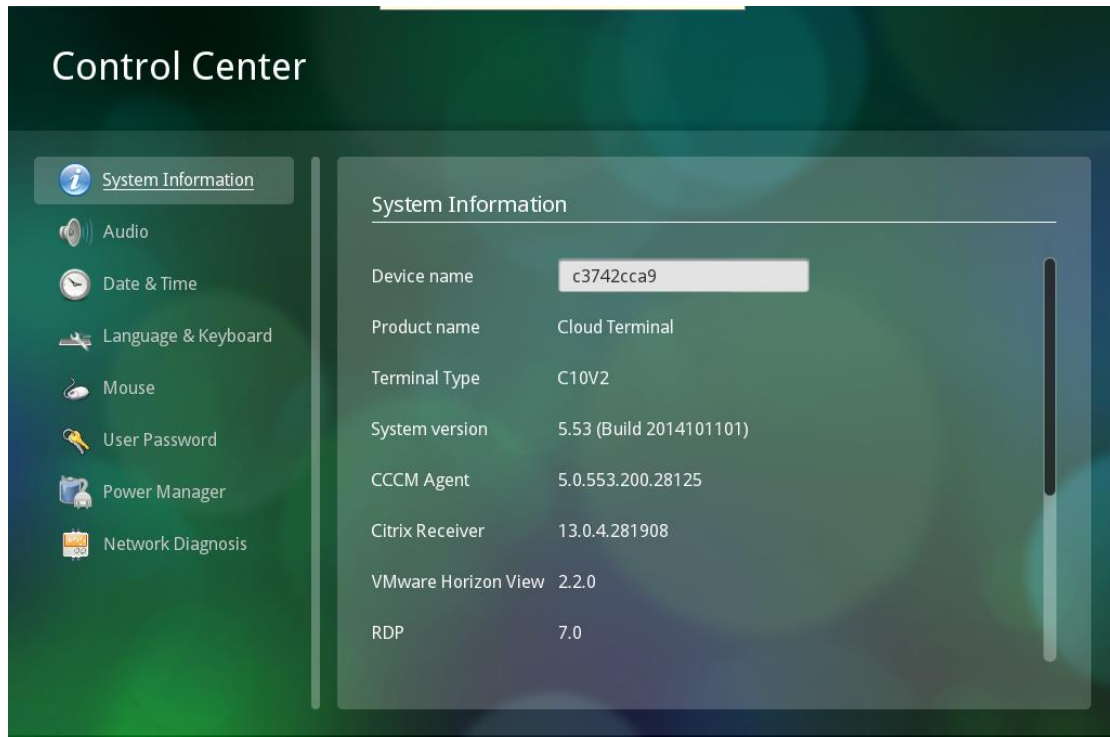 Control Center
System Information
Audio
Date & Time
Language & Keyboard
Mouse
User Password
Power Manager
Network Diagnosis
System Information
Device name c3742cca9
Product name Cloud Terminal
Terminal Type C10V2
System version 5.53 (Build 2014101101)
CCCM Agent 5.0.553.200.28125
Citrix Receiver 13.0.4.281908
VMware Horizon View 2.2.0
RDP 7.0